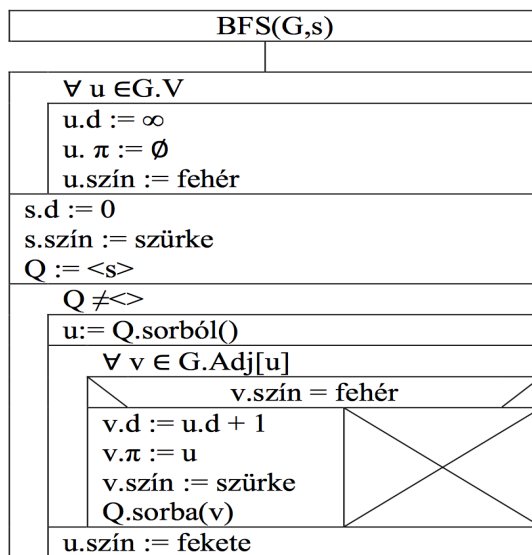 BFS(G,s)
∀ u ∈G.V
u.d := ∞
u. π := Ø
u.szín := fehér
s.d := 0
s.szín := szürke
Q := <s>
Q ≠<>
u:= Q.sorból()
∀ v ∈ G.Adj[u]
v.szín = fehér
v.d := u.d + 1
v.π := u
v.szín := szürke
Q.sorba(v)
u.szín := fekete